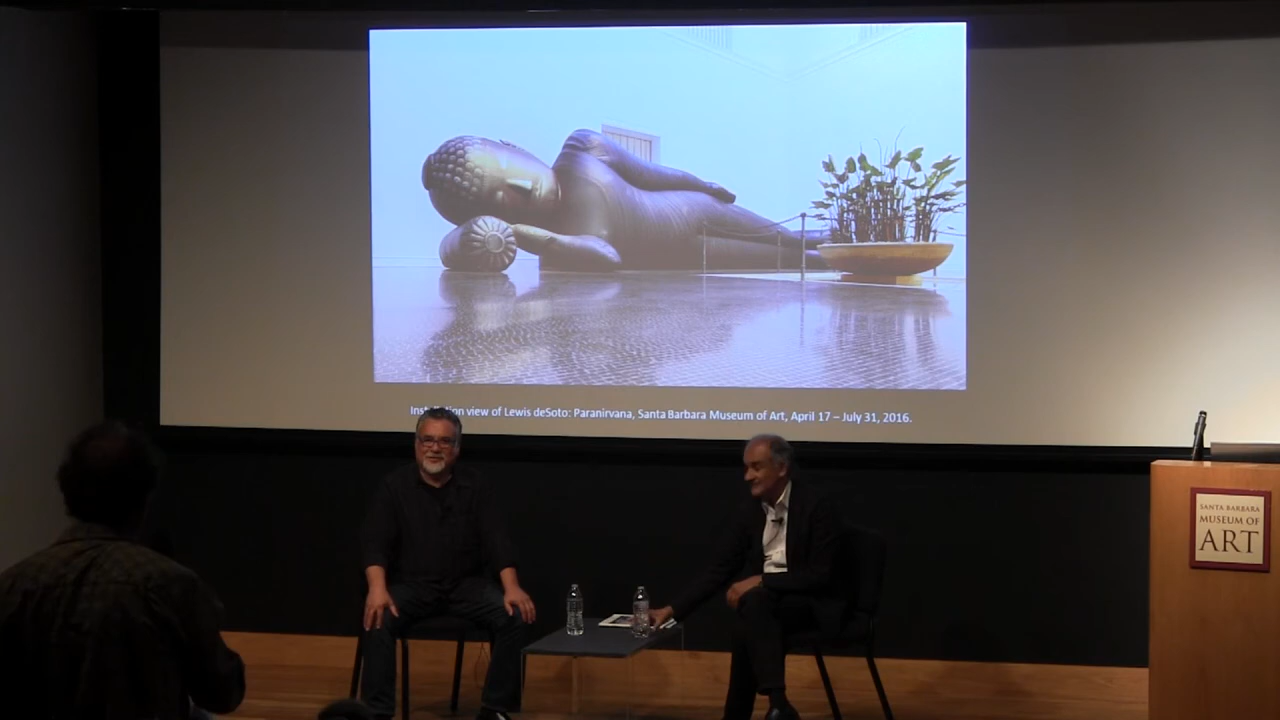 Installation view of Lewis deSoto: Paranirvana, Santa Barbara Museum of Art, April 17 – July 31, 2016.
SANTA BARBARA
MUSEUM OF
ART